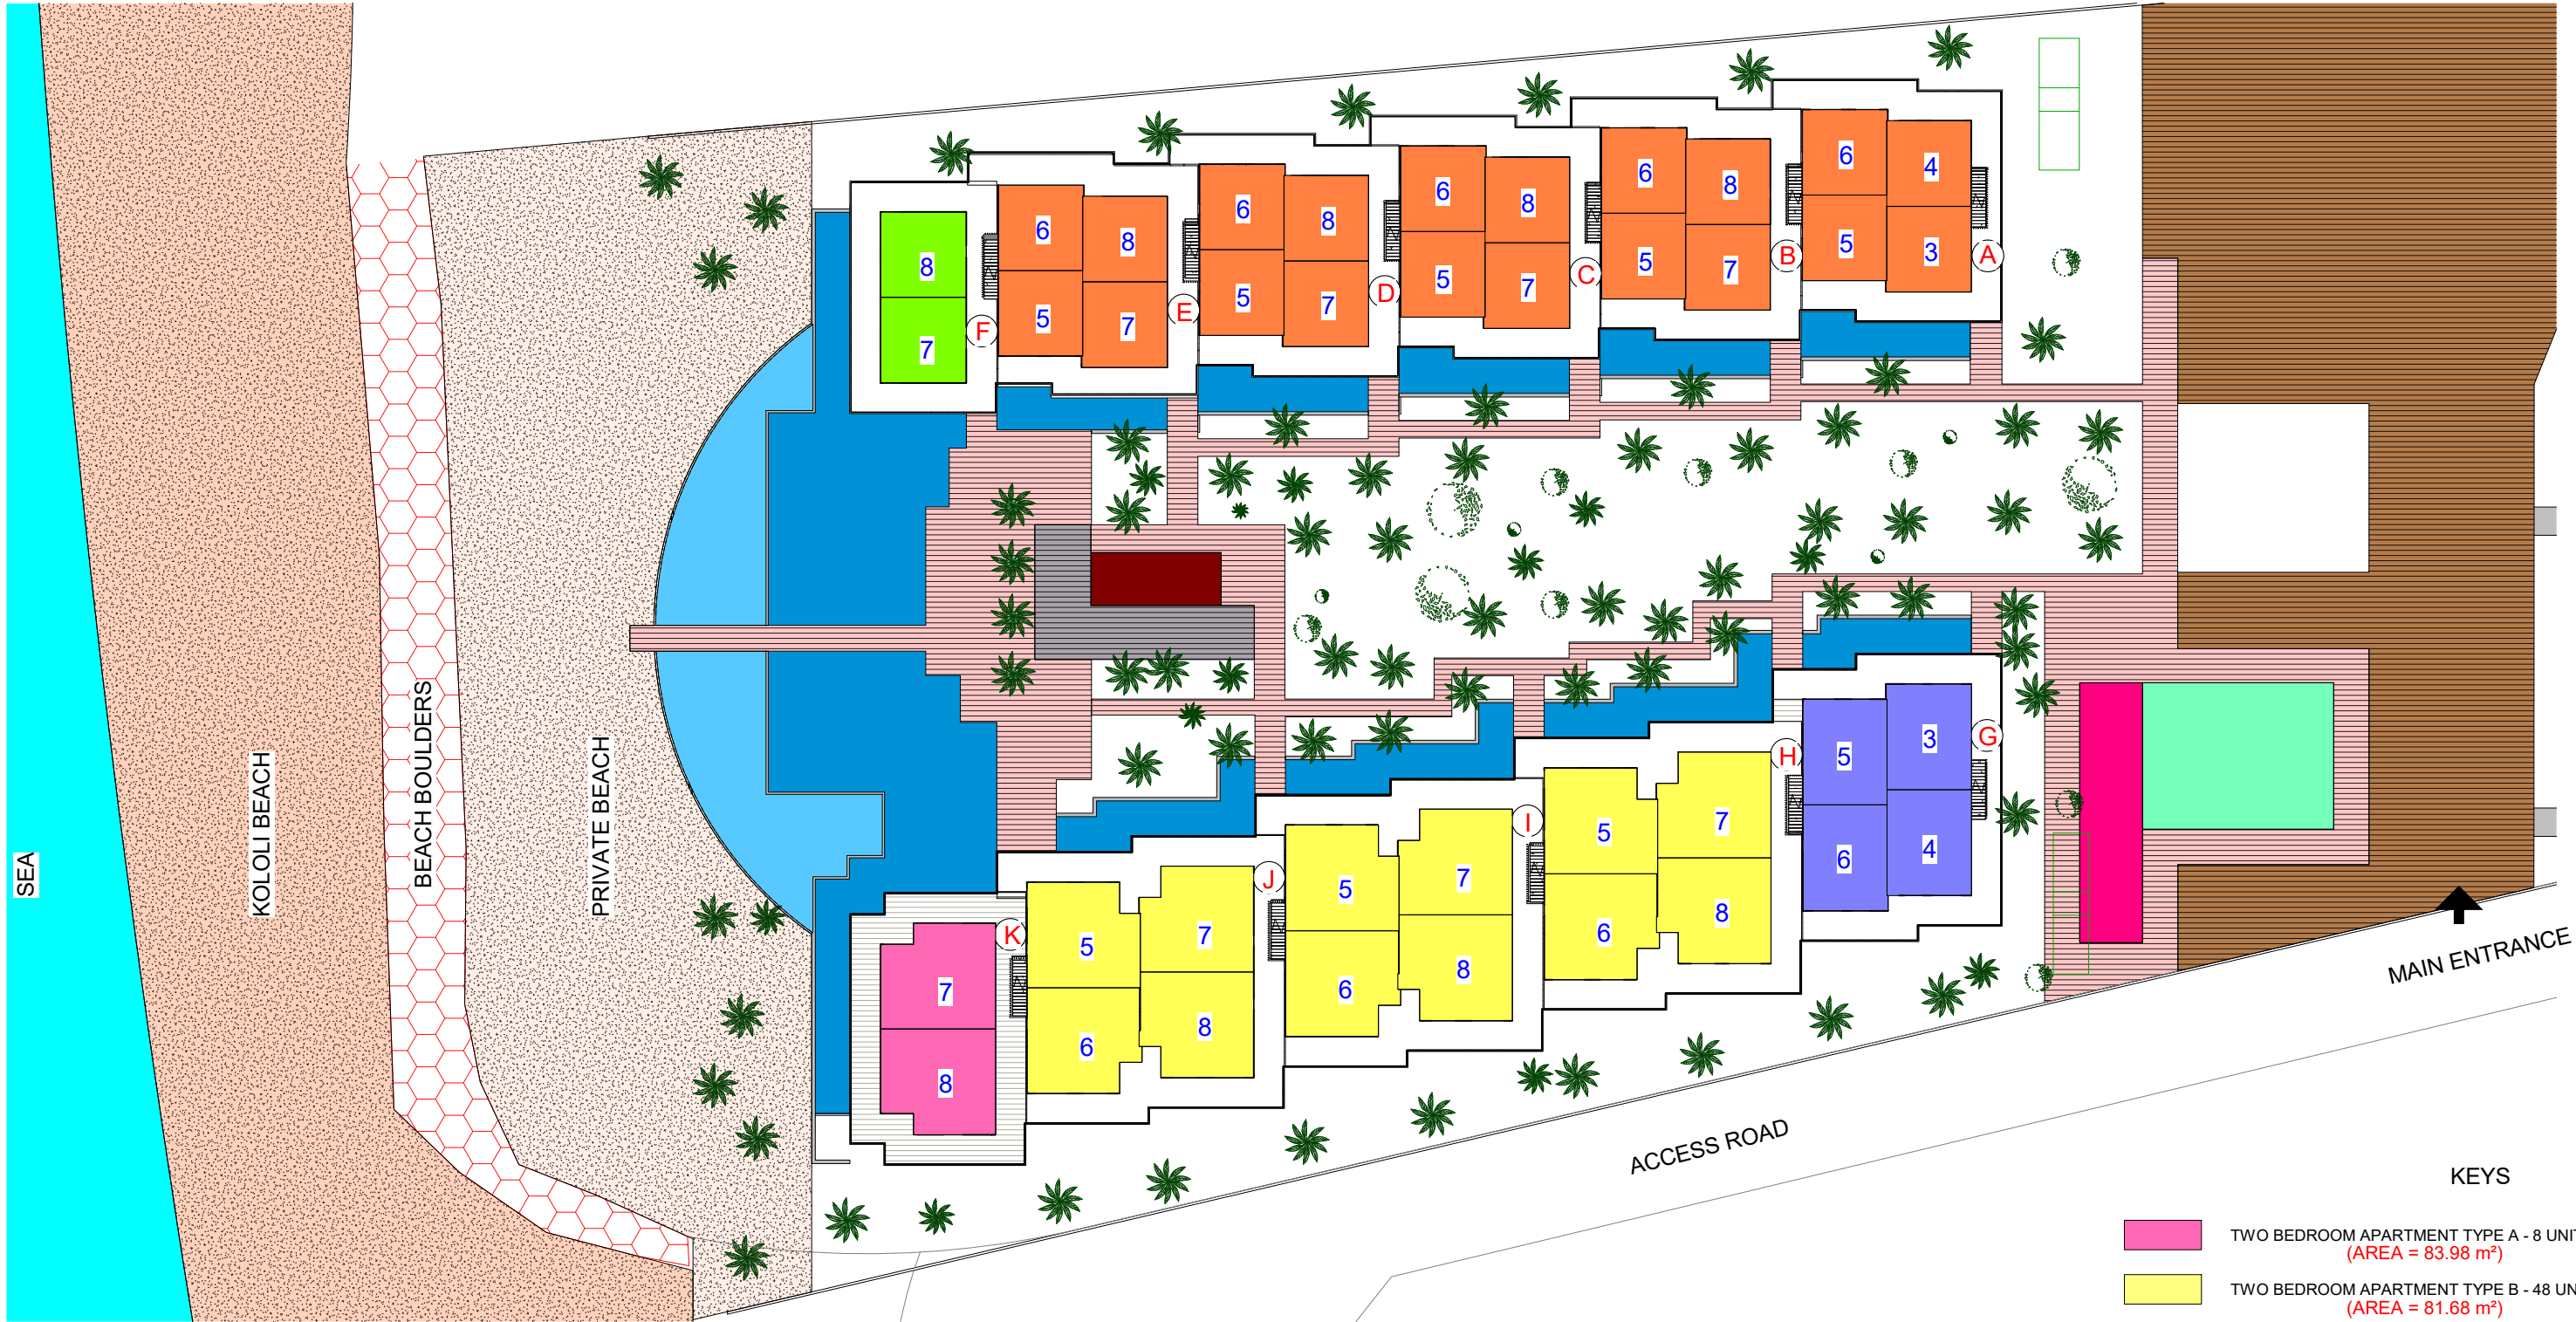 6
4
5
3
A
6
8
5
7
B
6
8
5
7
C
6
8
5
7
D
6
8
5
7
E
8
7
F
SEA
KOLOLI BEACH
BEACH BOULDERS
PRIVATE BEACH
5
3
6
4
G
5
7
6
8
H
5
7
6
8
I
5
7
6
8
J
7
8
K
MAIN ENTRANCE
ACCESS ROAD
KEYS
TWO BEDROOM APARTMENT TYPE A - 8 UNI
(AREA = 83.98 m²)
TWO BEDROOM APARTMENT TYPE B - 48 UN
(AREA = 81.68 m²)